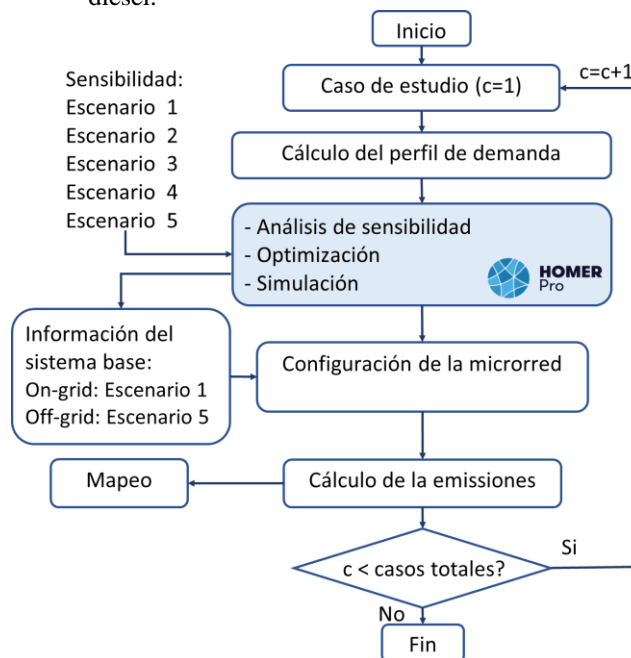 diesel.
Inicio
Sensibilidad:
Escenario 1
Escenario 2
Escenario 3
Escenario 4
Escenario 5
Caso de estudio (c=1)
c=c+1
Cálculo del perfil de demanda
- Análisis de sensibilidad
- Optimización
- Simulación
HOMER
Pro
Información del
sistema base:
On-grid: Escenario 1
Off-grid: Escenario 5
Configuración de la microrred
Mapeo
Cálculo de la emissiones
c < casos totales?
Si
No
Fin